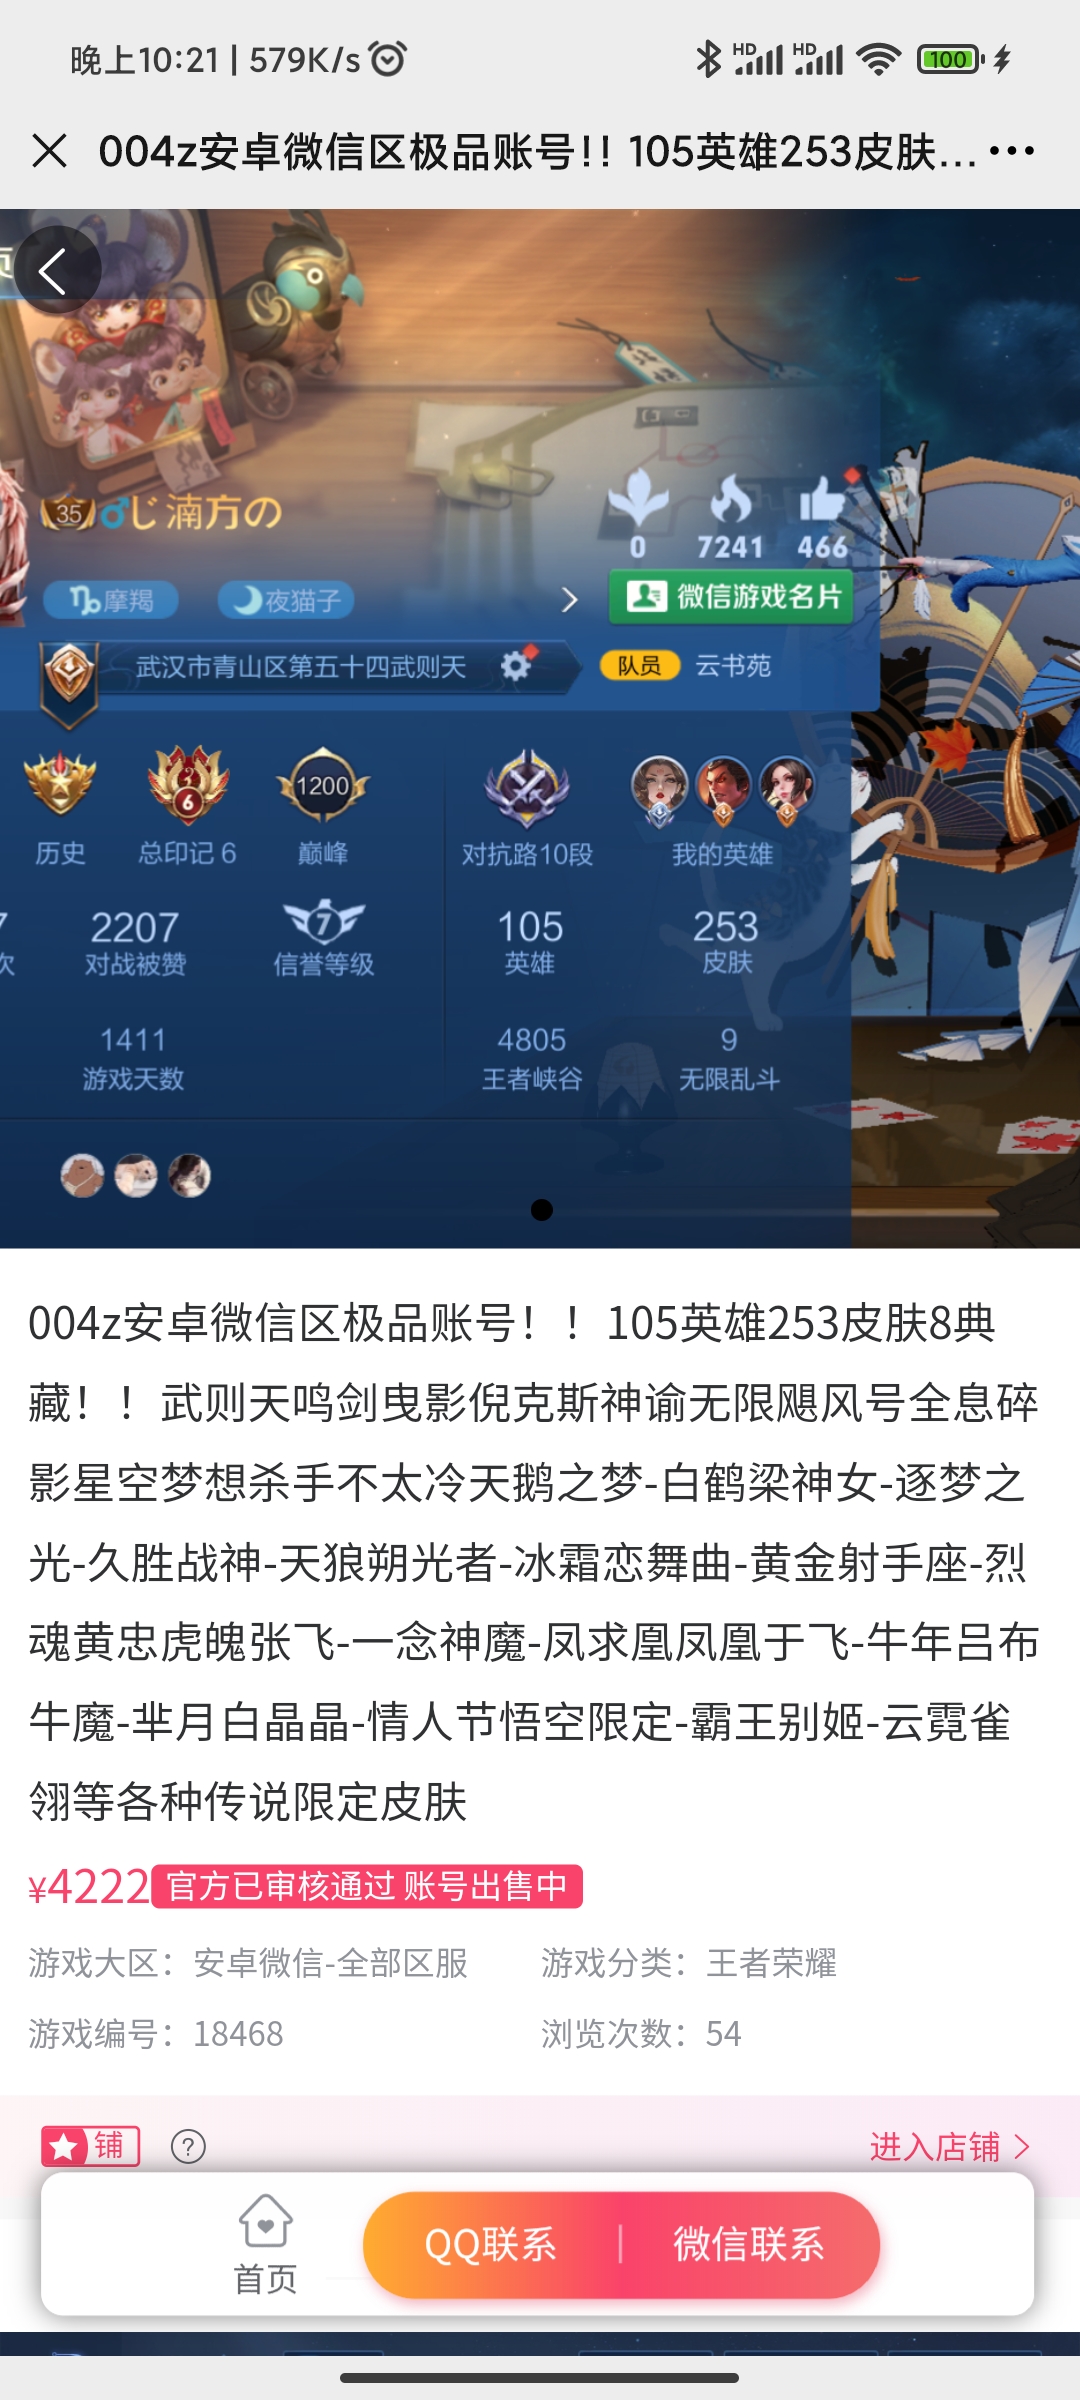 晚上10:21 | 579K/s
HD HD 100
004z安卓微信区极品账号!! 105英雄253皮肤...
35 じ湳方の
0 7241 466
摩羯 夜猫子
微信游戏名片
武汉市青山区第五十四武则天
队员 云书苑
6 1200
历史 总印记 6 巅峰 对抗路10段 我的英雄
7 2207 7 105 253
次 对战被赞 信誉等级 英雄 皮肤
1411 4805 9
游戏天数 王者峡谷 无限乱斗
004z安卓微信区极品账号！！105英雄253皮肤8典
藏！！武则天鸣剑曳影倪克斯神谕无限飓风号全息碎
影星空梦想杀手不太冷天鹅之梦-白鹤梁神女-逐梦之
光-久胜战神-天狼朔光者-冰霜恋舞曲-黄金射手座-烈
魂黄忠虎魄张飞-一念神魔-凤求凰凤凰于飞-牛年吕布
牛魔-芈月白晶晶-情人节悟空限定-霸王别姬-云霓雀
翎等各种传说限定皮肤
¥4222 官方已审核通过 账号出售中
游戏大区：安卓微信-全部区服 游戏分类：王者荣耀
游戏编号：18468 浏览次数：54
铺 ? 进入店铺
首页 QQ联系 微信联系